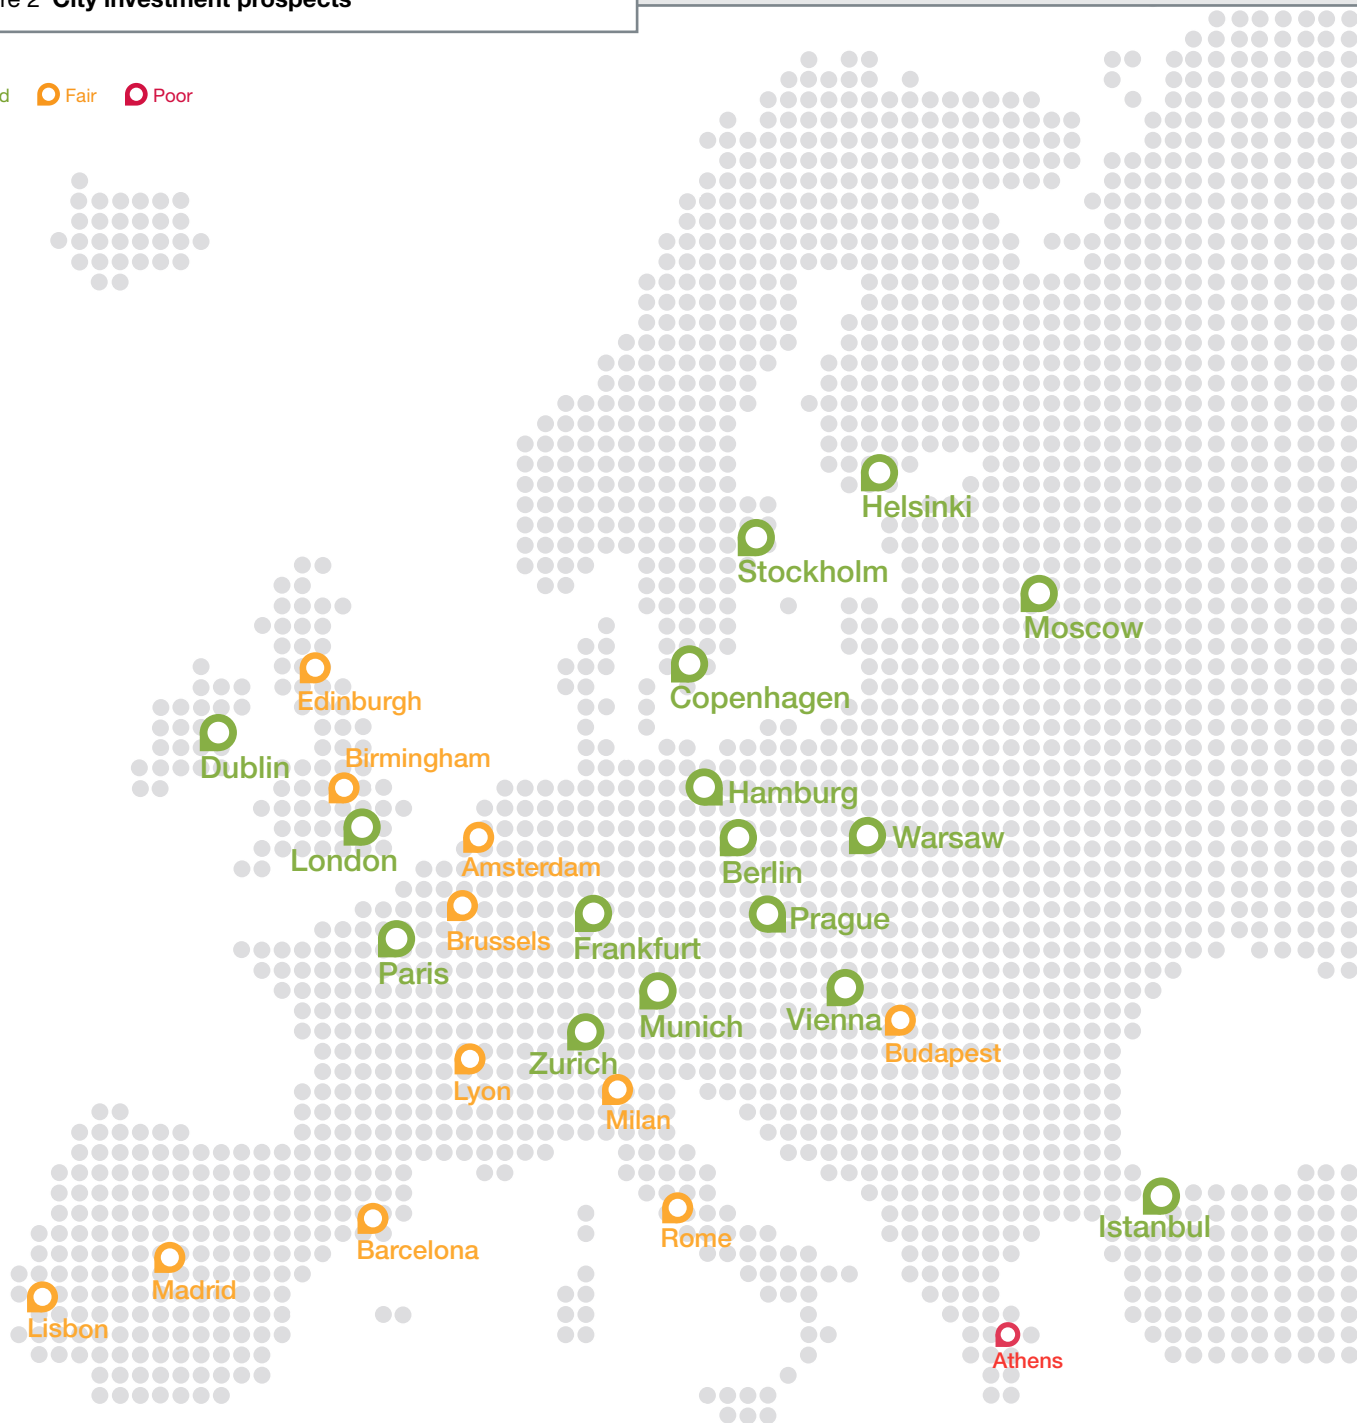 2 City investment prospects
Fair Poor
Helsinki
Stockholm
Moscow
Copenhagen
Edinburgh
Dublin
Birmingham
Hamburg
Warsaw
London
Amsterdam
Berlin
Prague
Brussels
Frankfurt
Paris
Munich
Vienna
Budapest
Zurich
Lyon
Milan
Istanbul
Rome
Barcelona
Madrid
Lisbon
Athens